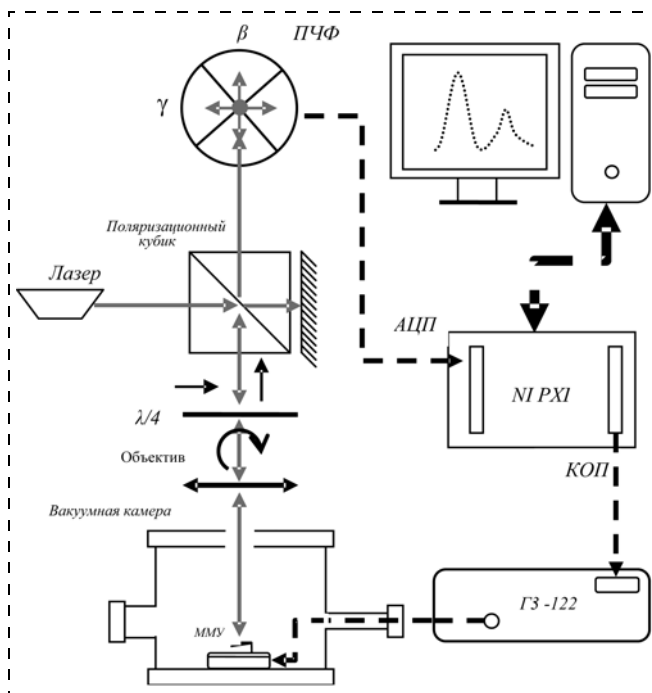 β ПЧФ
γ
Поляризационный
кубик
Лазер
АЦП
NI PXI
λ/4
Объектив
КОП
Вакуумная камера
ГЗ -122
ММУ